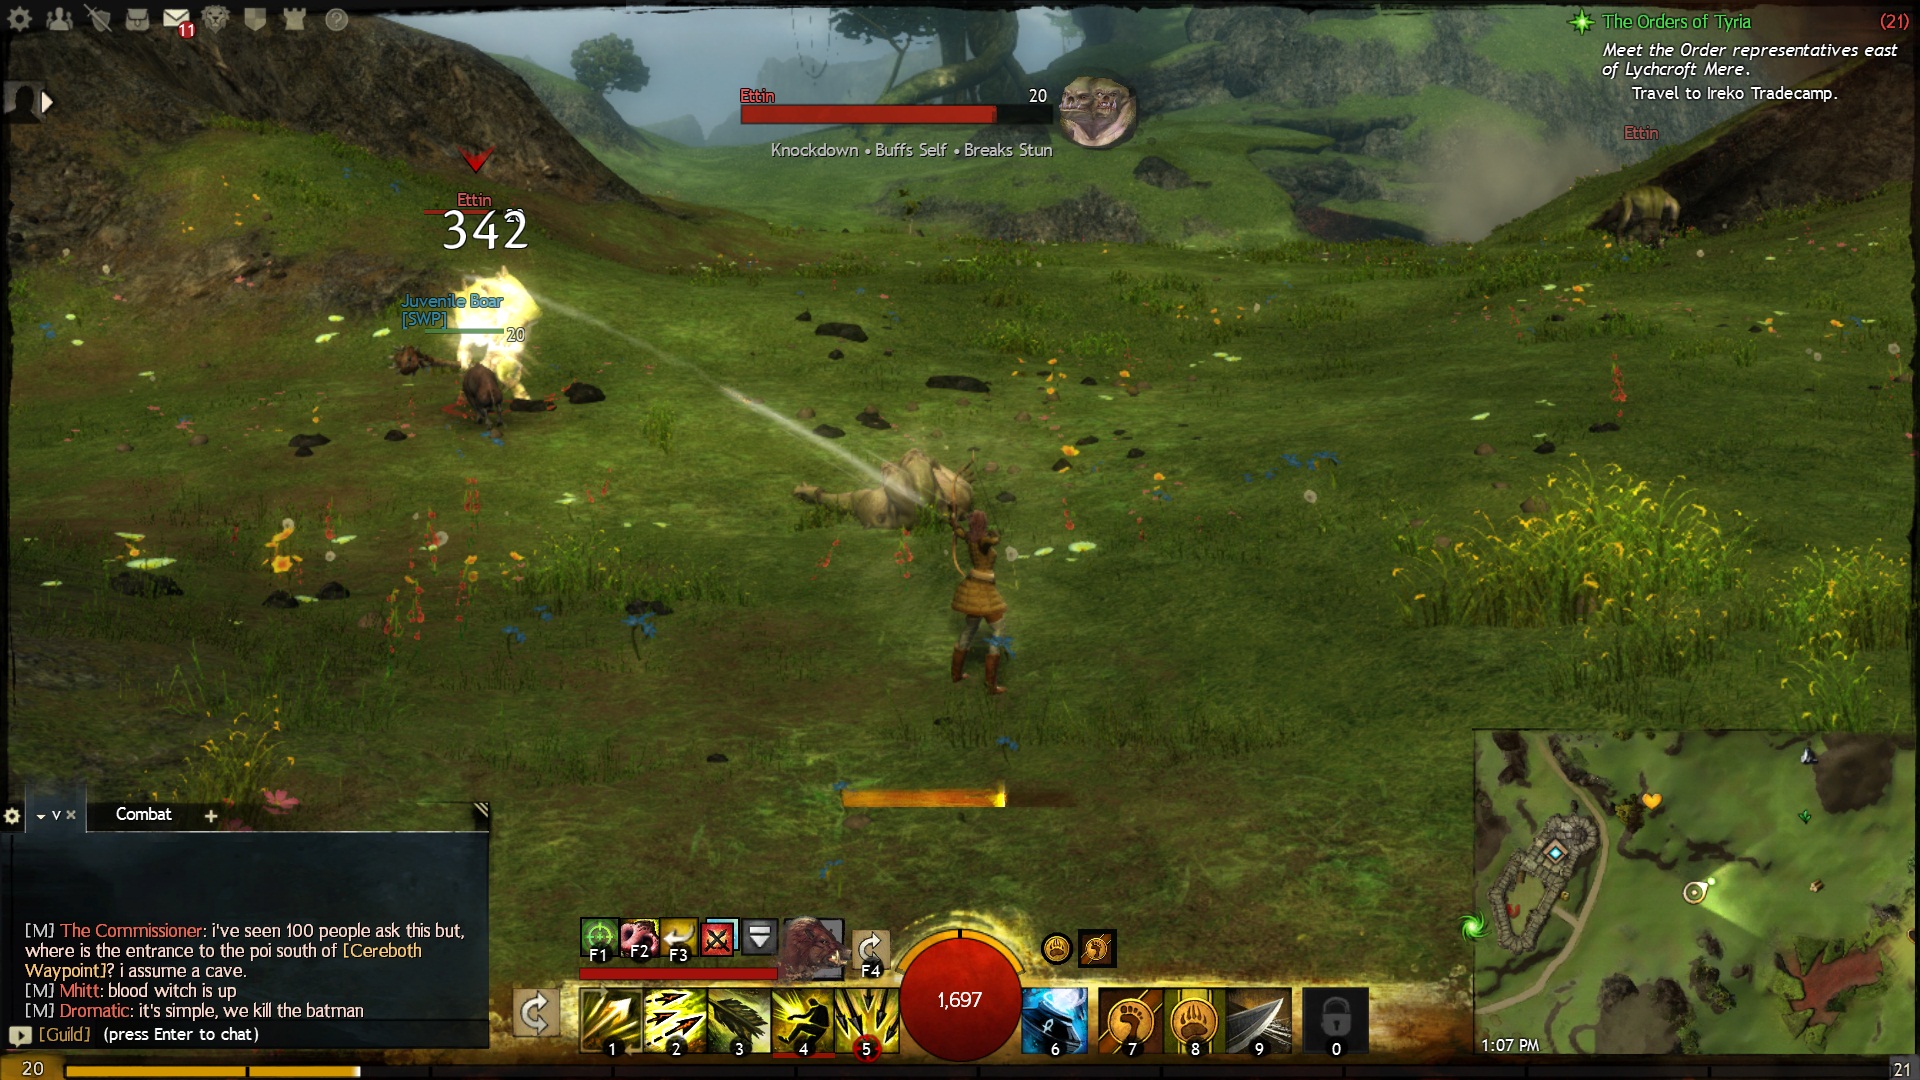 11
The Orders of Tyria (21)
Meet the Order representatives east
of Lychcroft Mere.
Travel to Ireko Tradecamp.
Ettin 20
Knockdown • Buffs Self • Breaks Stun
Ettin
Ettin
342
Juvenile Boar
[SWP]
20
v Combat
[M] The Commissioner: i've seen 100 people ask this but,
where is the entrance to the poi south of [Cereboth
Waypoint]? i assume a cave.
[M] Mhitt: blood witch is up
[M] Dromatic: it's simple, we kill the batman
[Guild] (press Enter to chat)
F1 F2 F3 F4
1 2 3 4 5 1,697 6 7 8 9 0
1:07 PM
20 21